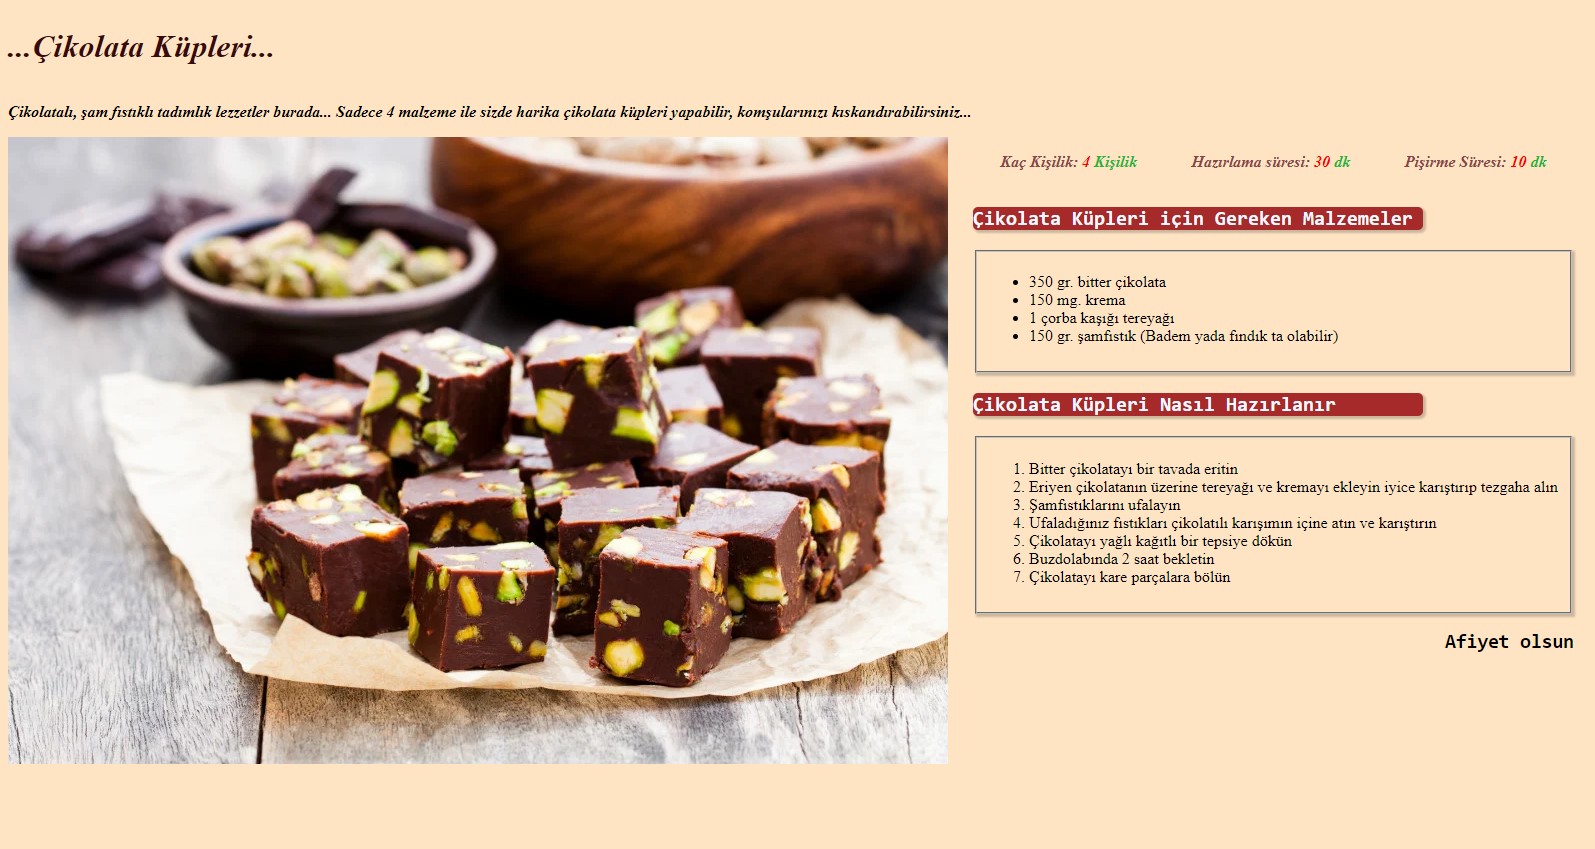 ...Çikolata Küpleri...
Çikolatalı, şam fıstıklı tadımlık lezzetler burada... Sadece 4 malzeme ile sizde harika çikolata küpleri yapabilir, komşularınızı kıskandırabilirsiniz...
Kaç Kişilik: 4 Kişilik Hazırlama süresi: 30 dk Pişirme Süresi: 10 dk
Çikolata Küpleri için Gereken Malzemeler
• 350 gr. bitter çikolata
• 150 mg. krema
• 1 çorba kaşığı tereyağı
• 150 gr. şamfıstık (Badem yada fındık ta olabilir)
Çikolata Küpleri Nasıl Hazırlanır
1. Bitter çikolatayı bir tavada eritin
2. Eriyen çikolatanın üzerine tereyağı ve kremayı ekleyin iyice karıştırıp tezgaha alın
3. Şamfıstıklarını ufalayın
4. Ufaladığınız fıstıkları çikolatılı karışımın içine atın ve karıştırın
5. Çikolatayı yağlı kağıtlı bir tepsiye dökün
6. Buzdolabında 2 saat bekletin
7. Çikolatayı kare parçalara bölün
Afiyet olsun